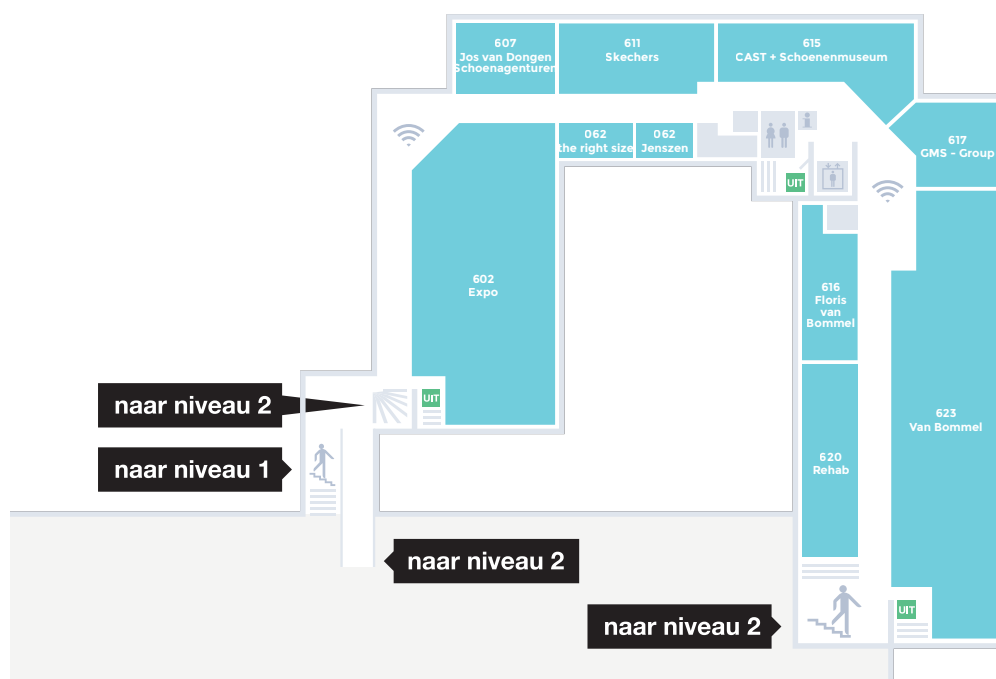 607
Jos van Dongen
Schoenagenturen
611
Skechers
615
CAST + Schoenenmuseum
062
the right size
062
Jenszen
617
GMS - Group
UIT
602
Expo
616
Floris
van
Bommel
naar niveau 2
UIT
623
Van Bommel
naar niveau 1
620
Rehab
naar niveau 2
naar niveau 2
UIT